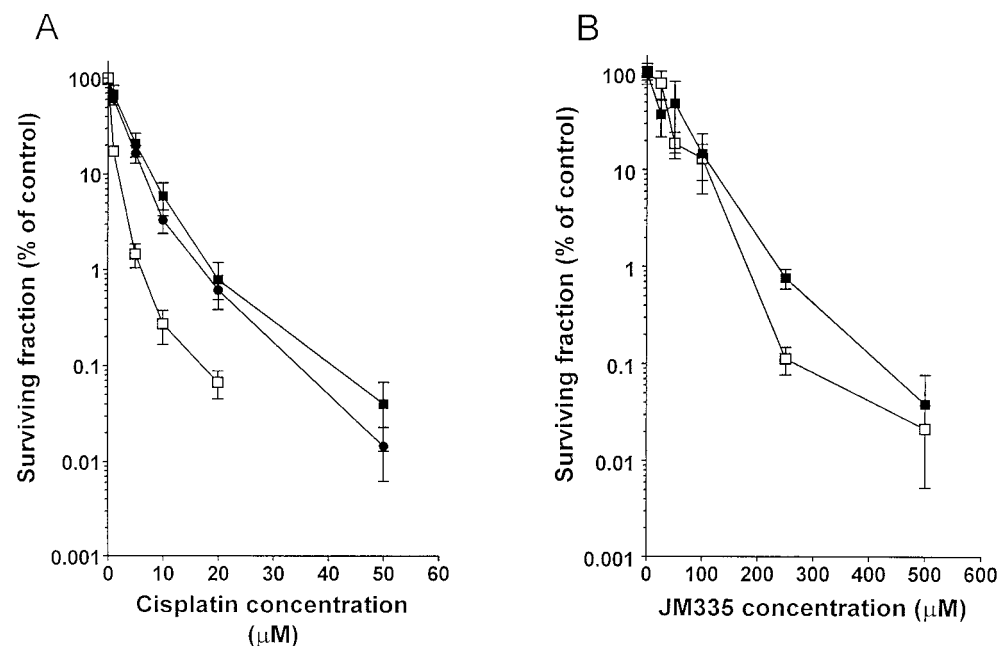 A
Surviving fraction (% of control)
100
10
1
0.1
0.01
0.001
0 10 20 30 40 50 60
Cisplatin concentration
(μM)
B
Surviving fraction (% of control)
100
10
1
0.1
0.01
0.001
0 100 200 300 400 500 600
JM335 concentration (μM)